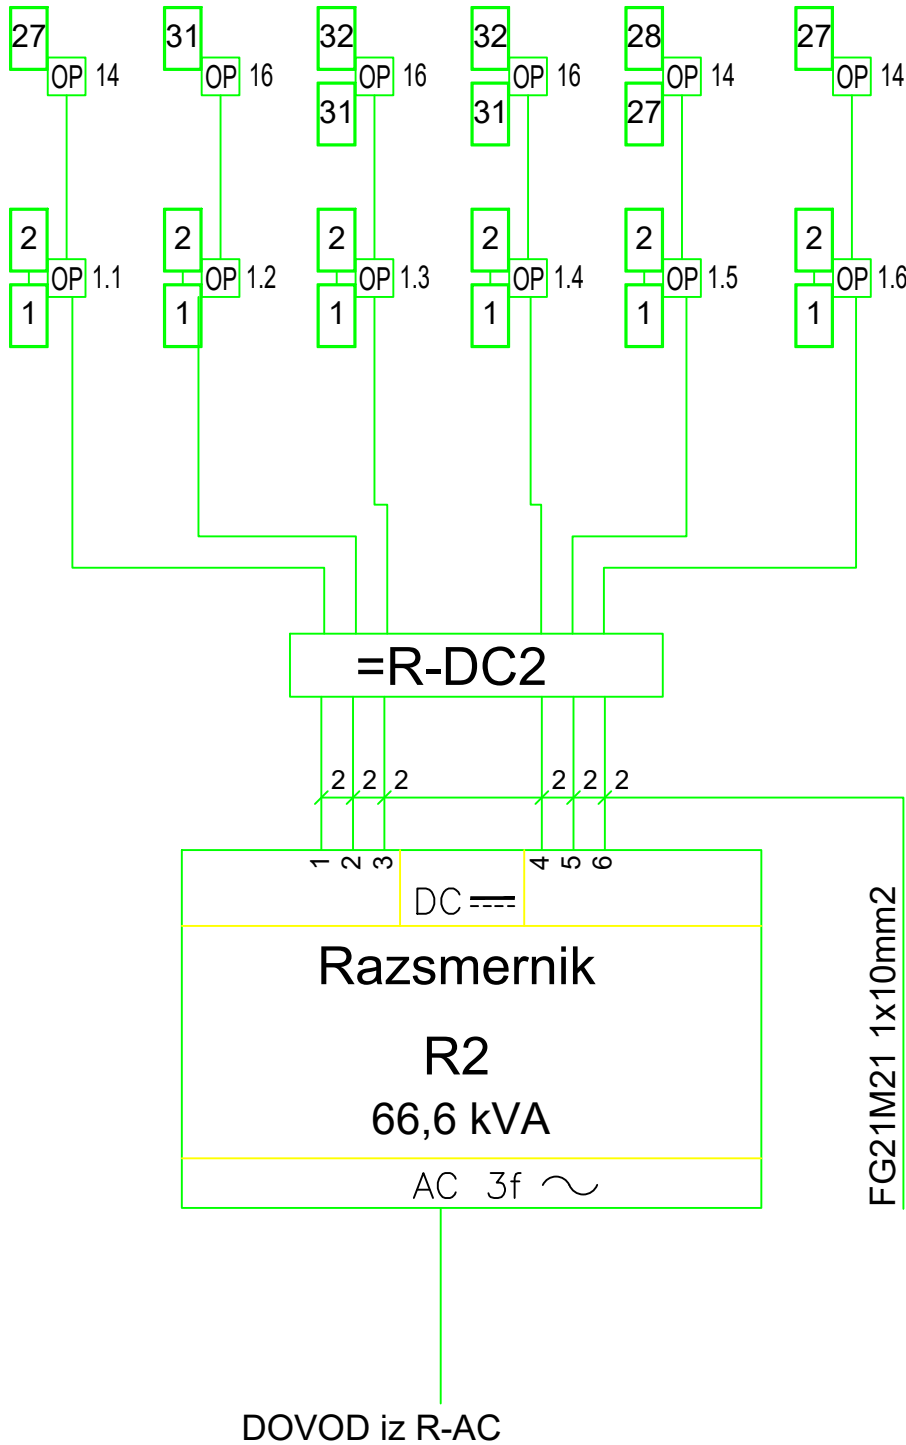 27 31 32 32 28 27
OP 14 OP 16 OP 16 OP 16 OP 14 OP 14
31 31 27
2 2 2 2 2 2
OP 1.1 OP 1.2 OP 1.3 OP 1.4 OP 1.5 OP 1.6
1 1 1 1 1 1
=R-DC2
2 2 2 2 2 2
1 2 3 4 5 6
DC
Razsmernik
R2
66,6 kVA
AC 3f
FG21M21 1x10mm2
DOVOD iz R-AC